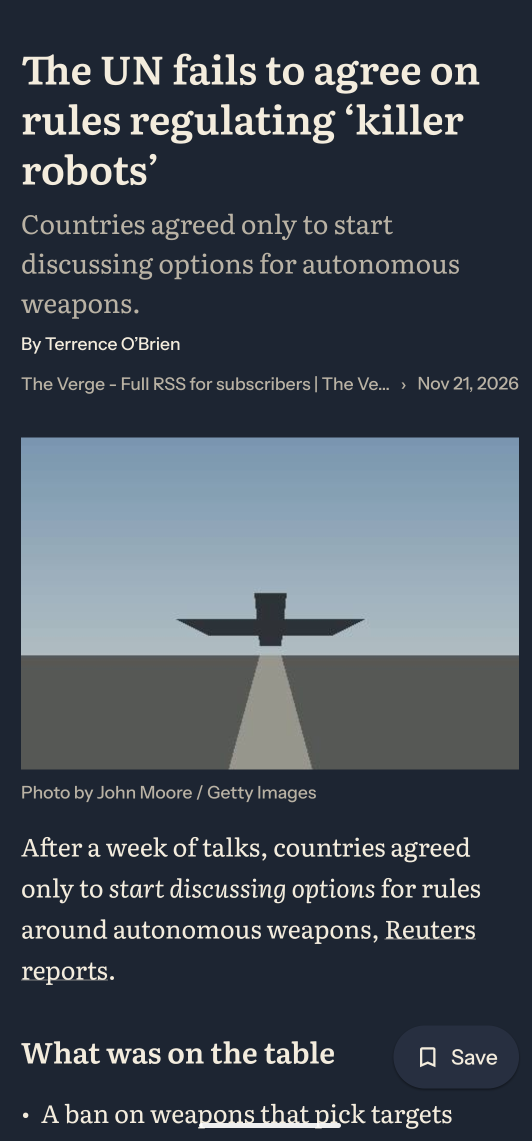 The UN fails to agree on
rules regulating ‘killer
robots’
Countries agreed only to start
discussing options for autonomous
weapons.
By Terrence O’Brien
The Verge - Full RSS for subscribers | The Ve... › Nov 21, 2026
Photo by John Moore / Getty Images
After a week of talks, countries agreed
only to start discussing options for rules
around autonomous weapons, Reuters
reports.
What was on the table
Save
• A ban on weapons that pick targets